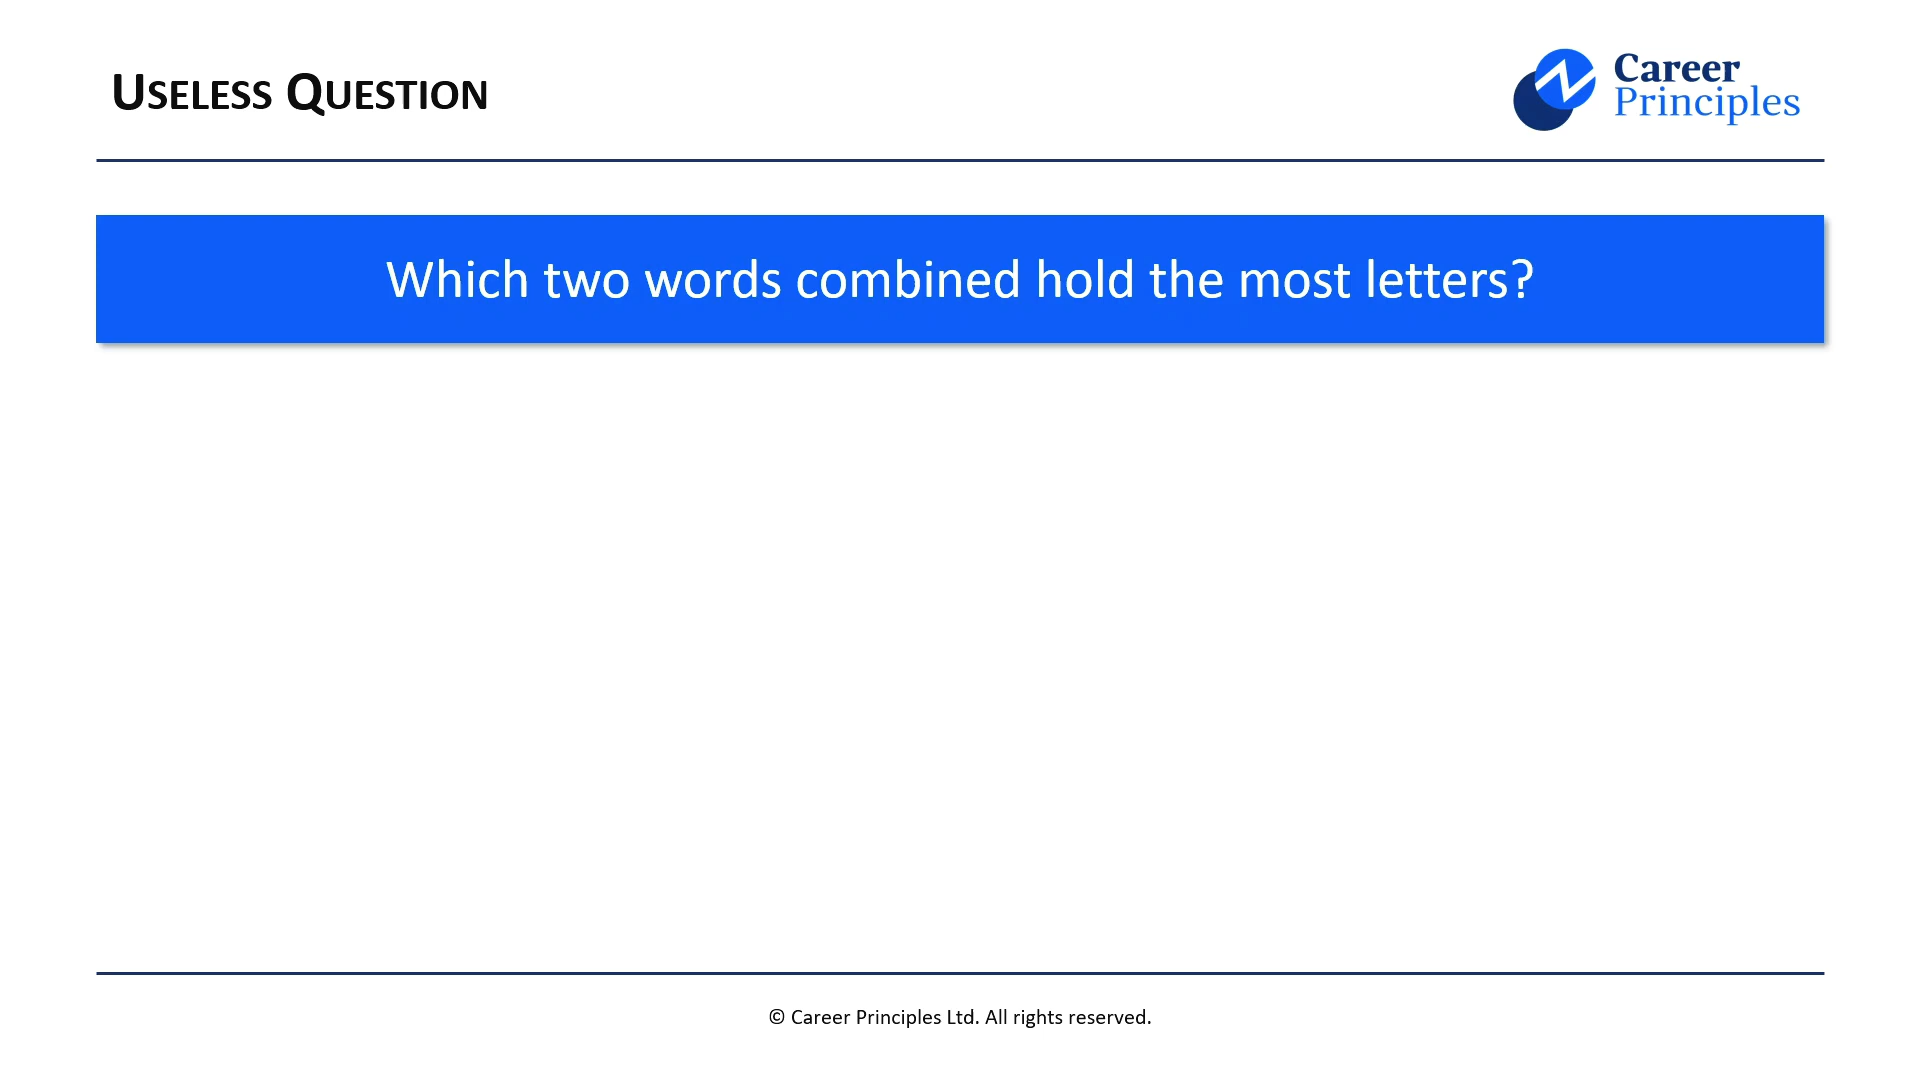 Useless Question
Career
Principles
Which two words combined hold the most letters?
© Career Principles Ltd. All rights reserved.